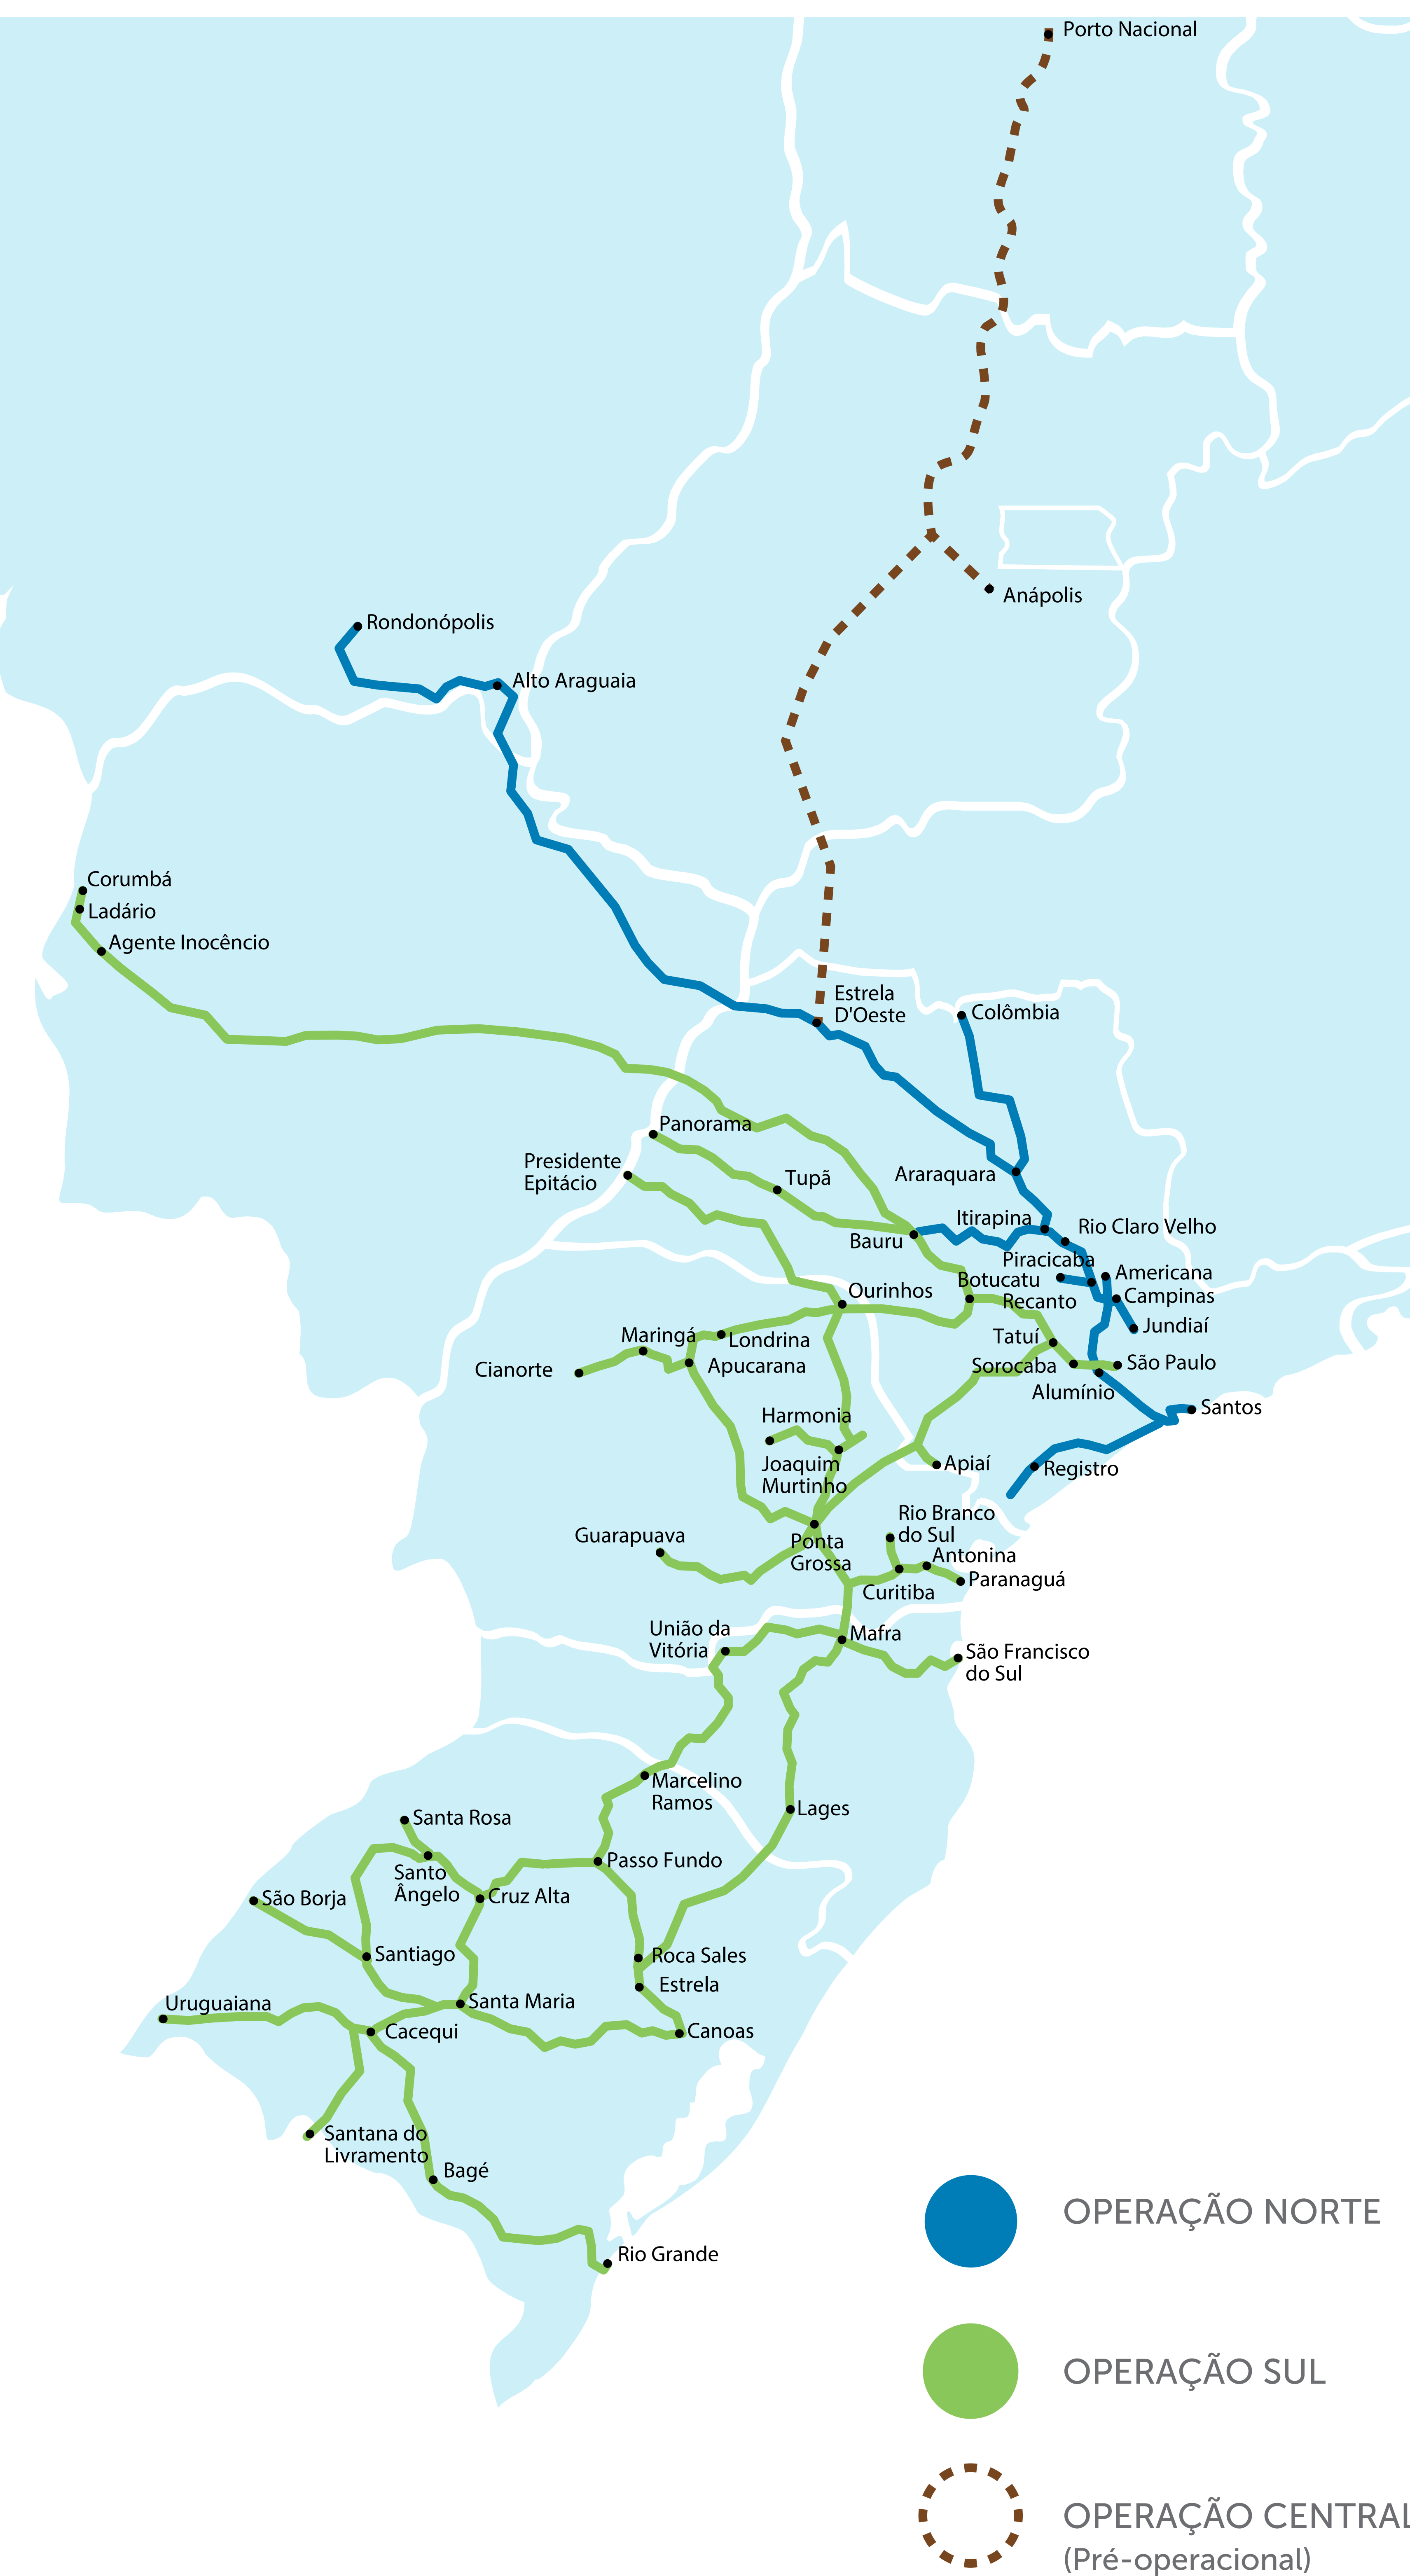 Porto Nacional
Anápolis
Rondonópolis
Alto Araguaia
Corumbá
Ladário
Agente Inocêncio
Estrela
D'Oeste
Colômbia
Panorama
Presidente
Epitácio
Tupã
Araraquara
Itirapina
Rio Claro Velho
Bauru
Piracicaba
Americana
Botucatu
Campinas
Recanto
Ourinhos
Jundiaí
Maringá
Londrina
Tatuí
Cianorte
Apucarana
Sorocaba
São Paulo
Alumínio
Santos
Harmonia
Joaquim
Murtinho
Apiaí
Registro
Rio Branco
do Sul
Guarapuava
Ponta
Grossa
Antonina
Paranaguá
Curitiba
União da
Vitória
Mafra
São Francisco
do Sul
Marcelino
Ramos
Lages
Santa Rosa
Passo Fundo
Santo
Ângelo
Cruz Alta
São Borja
Santiago
Roca Sales
Estrela
Uruguaiana
Santa Maria
Cacequi
Canoas
Santana do
Livramento
Bagé
Rio Grande
OPERAÇÃO NORTE
OPERAÇÃO SUL
OPERAÇÃO CENTRAL
(Pré-operacional)